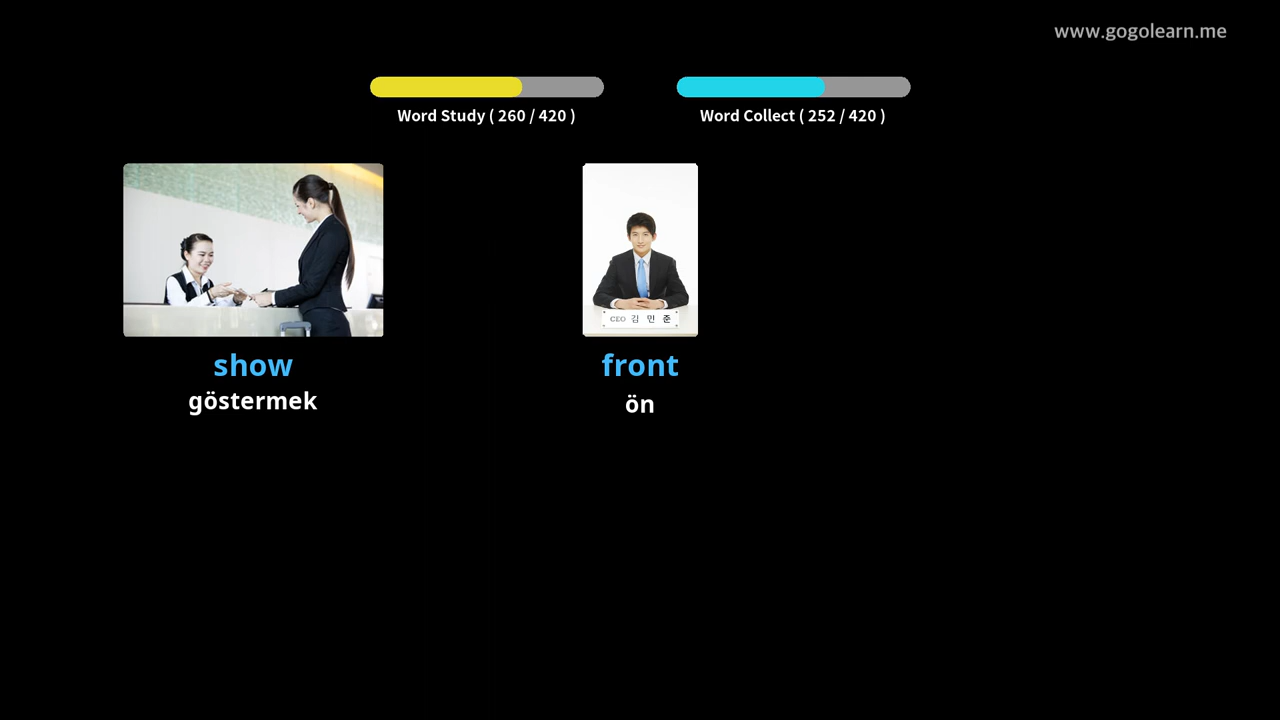 www.gogolearn.me
Word Study ( 260 / 420 )
Word Collect ( 252 / 420 )
CEO 김 민 준
show
göstermek
front
ön